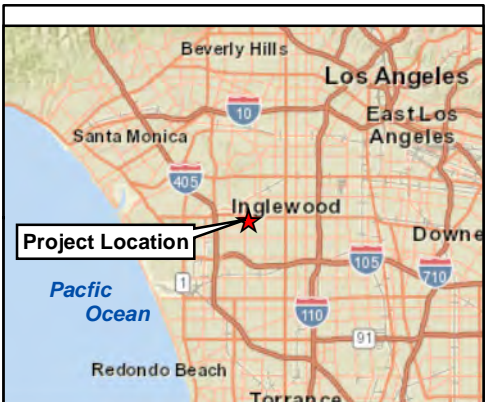 Beverly Hills
Los Angeles
10
East Los
Angeles
Santa Monica
405
Inglewood
Project Location
Downe
105
710
1
Pacfic
Ocean
110
91
Redondo Beach
Torrance